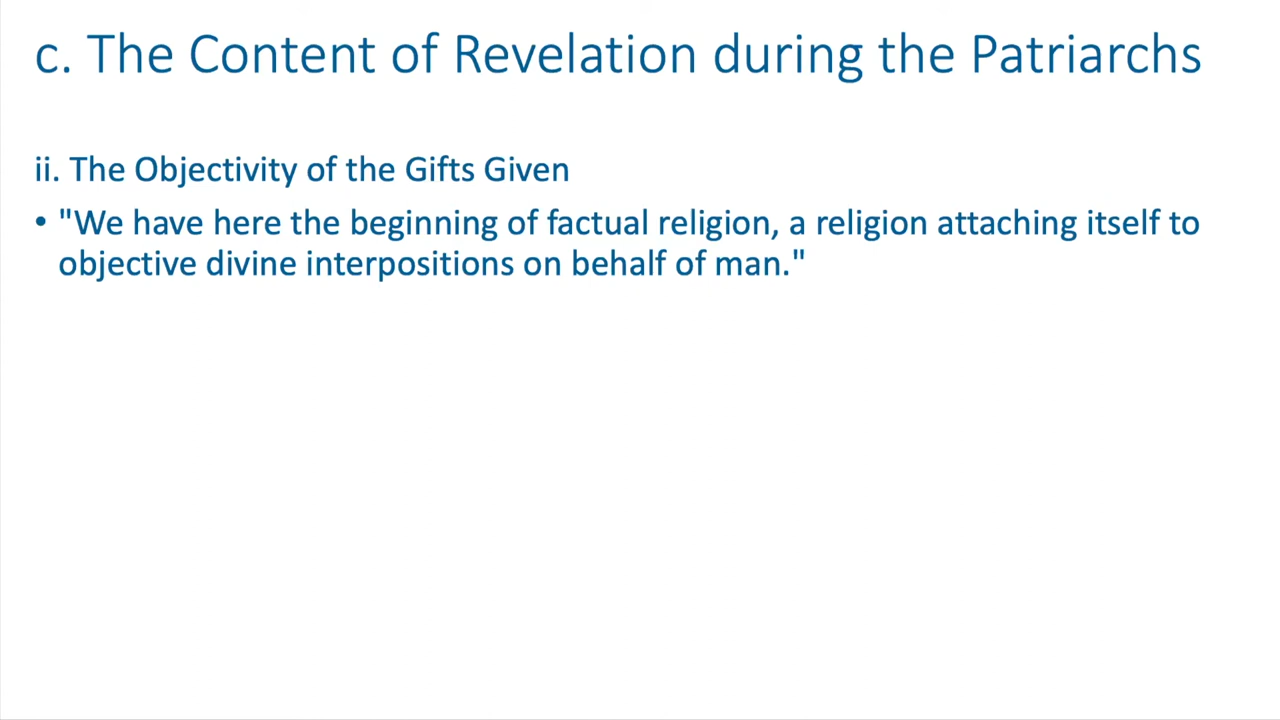 c. The Content of Revelation during the Patriarchs
ii. The Objectivity of the Gifts Given
• "We have here the beginning of factual religion, a religion attaching itself to
objective divine interpositions on behalf of man."